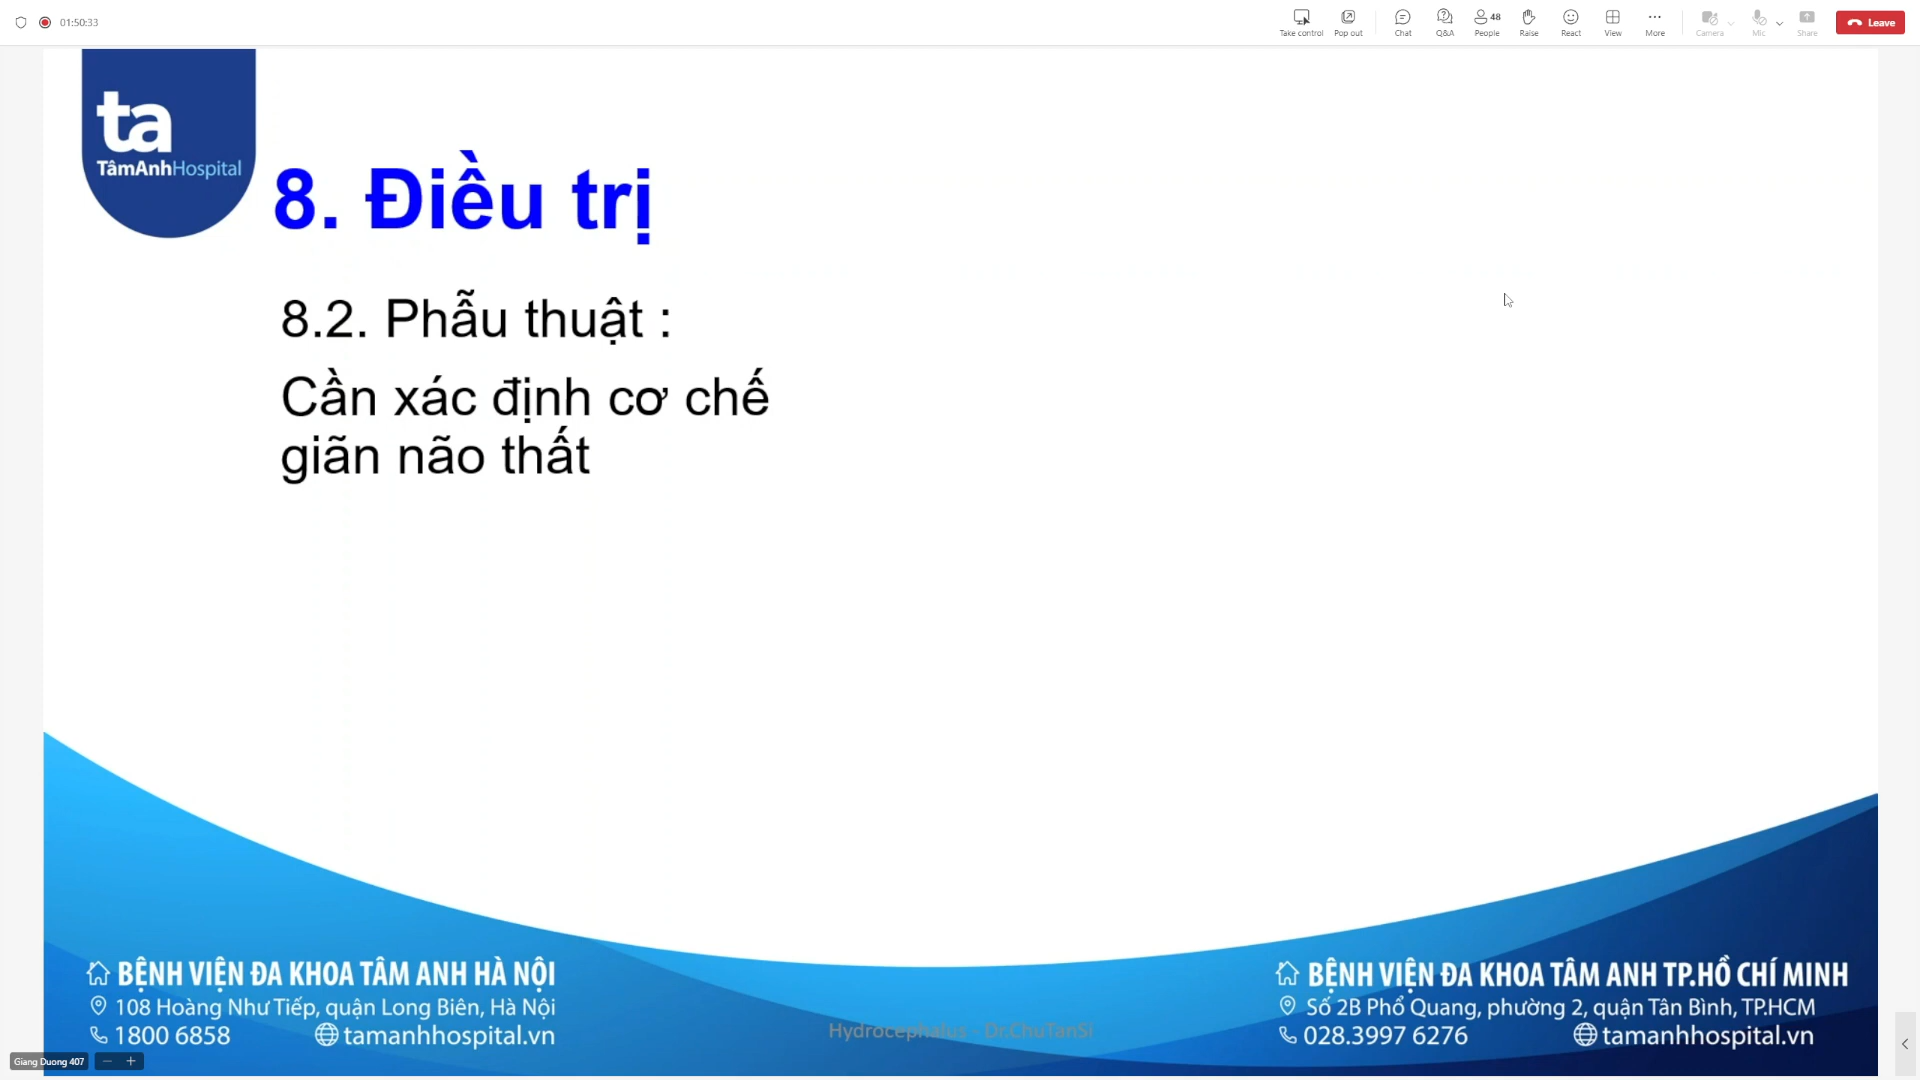 01:50:33
Take control
Pop out
Chat
Q&A
48
People
Raise
React
View
More
Camera
Mic
Share
Leave
ta
TâmAnhHospital
8. Điều trị
8.2. Phẫu thuật :
Cần xác định cơ chế
giãn não thất
BỆNH VIỆN ĐA KHOA TÂM ANH HÀ NỘI
108 Hoàng Như Tiếp, quận Long Biên, Hà Nội
1800 6858
tamanhhospital.vn
Hydrocephalus - Dr.ChuTanSi
BỆNH VIỆN ĐA KHOA TÂM ANH TP.HỒ CHÍ MINH
Số 2B Phổ Quang, phường 2, quận Tân Bình, TP.HCM
028.3997 6276
tamanhhospital.vn
Giang Duong 407